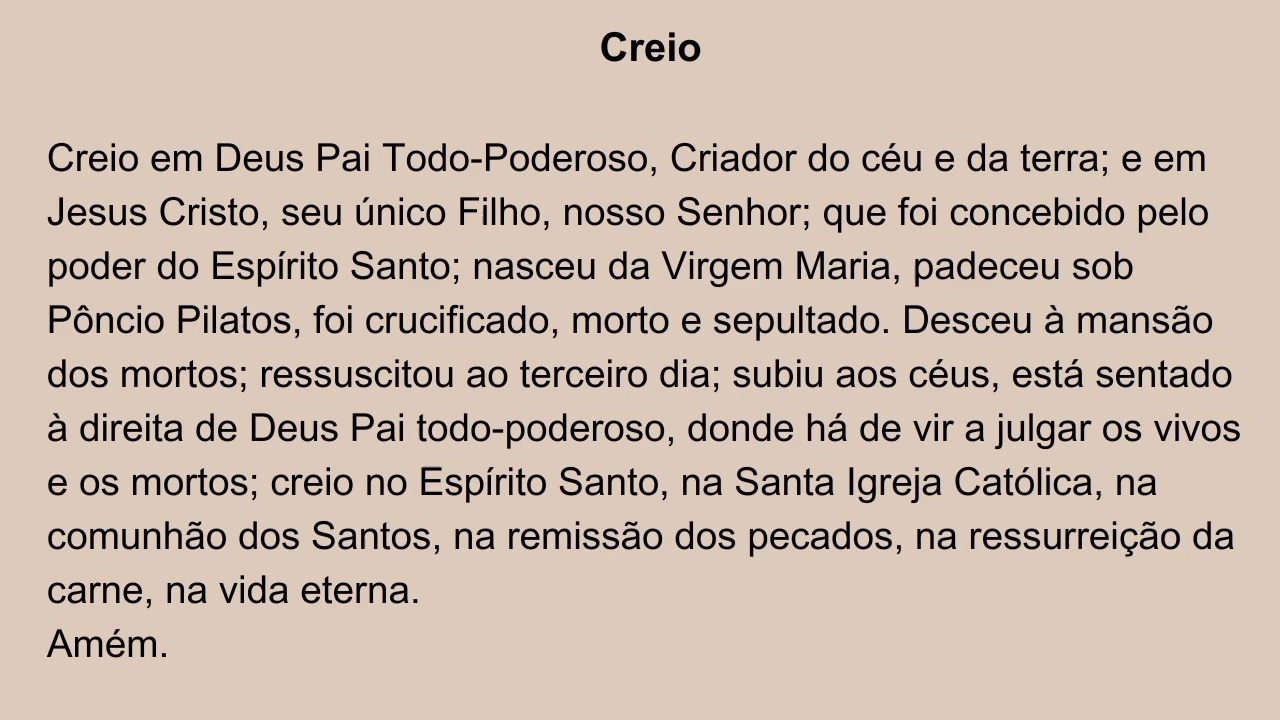 Creio
Creio em Deus Pai Todo-Poderoso, Criador do céu e da terra; e em
Jesus Cristo, seu único Filho, nosso Senhor; que foi concebido pelo
poder do Espírito Santo; nasceu da Virgem Maria, padeceu sob
Pôncio Pilatos, foi crucificado, morto e sepultado. Desceu à mansão
dos mortos; ressuscitou ao terceiro dia; subiu aos céus, está sentado
à direita de Deus Pai todo-poderoso, donde há de vir a julgar os vivos
e os mortos; creio no Espírito Santo, na Santa Igreja Católica, na
comunhão dos Santos, na remissão dos pecados, na ressurreição da
carne, na vida eterna.
Amém.